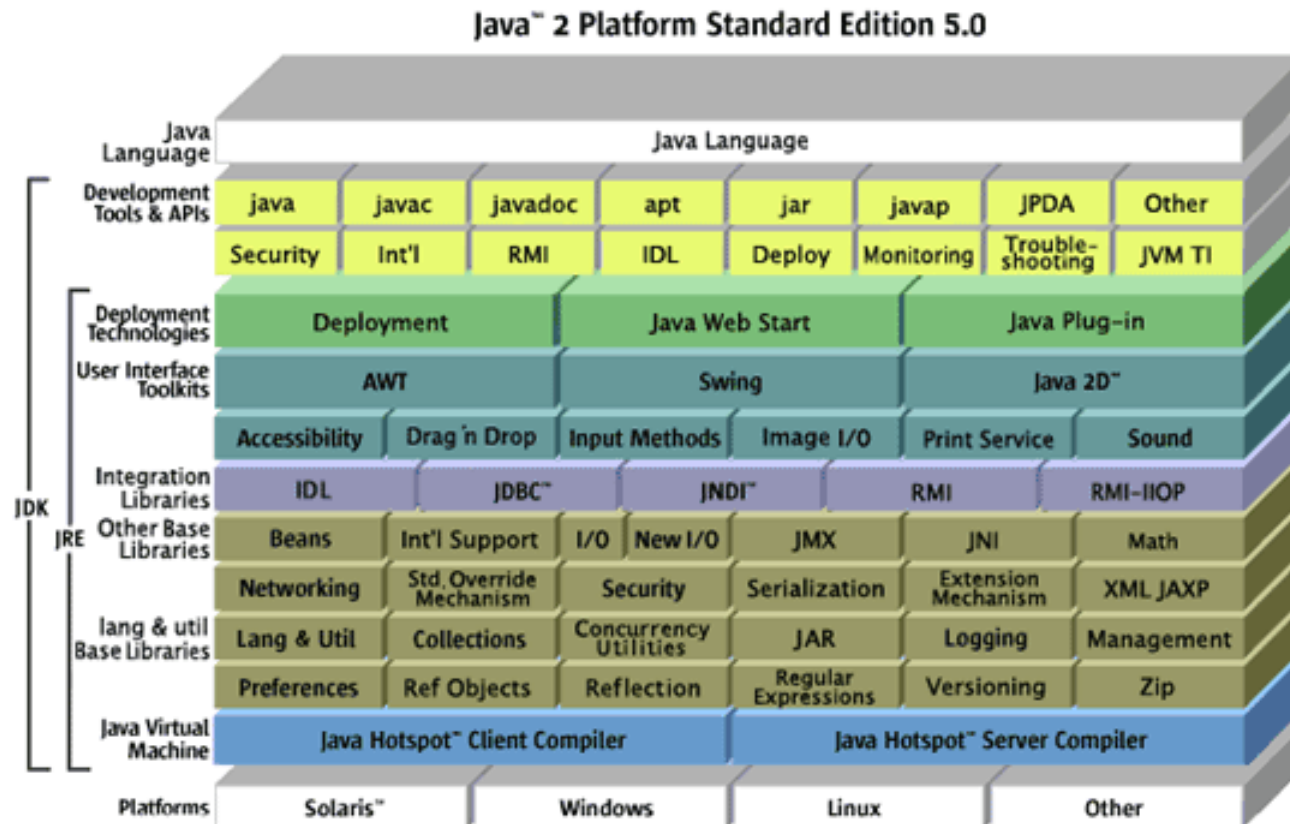 Java™ 2 Platform Standard Edition 5.0
Java
Language
Java Language
Development
Tools & APIs
java javac javadoc apt jar javap JPDA Other
Security Int'l RMI IDL Deploy Monitoring Trouble-
shooting JVM TI
Deployment
Technologies
Deployment Java Web Start Java Plug-in
User Interface
Toolkits
AWT Swing Java 2D™
Accessibility Drag 'n Drop Input Methods Image I/O Print Service Sound
Integration
Libraries
IDL JDBC™ JNDI™ RMI RMI-IIOP
JDK
JRE
Other Base
Libraries
Beans Int'l Support I/O New I/O JMX JNI Math
Networking Std. Override
Mechanism Security Serialization Extension
Mechanism XML JAXP
lang & util
Base Libraries
Lang & Util Collections Concurrency
Utilities JAR Logging Management
Preferences Ref Objects Reflection Regular
Expressions Versioning Zip
Java Virtual
Machine
Java Hotspot™ Client Compiler Java Hotspot™ Server Compiler
Platforms
Solaris™ Windows Linux Other